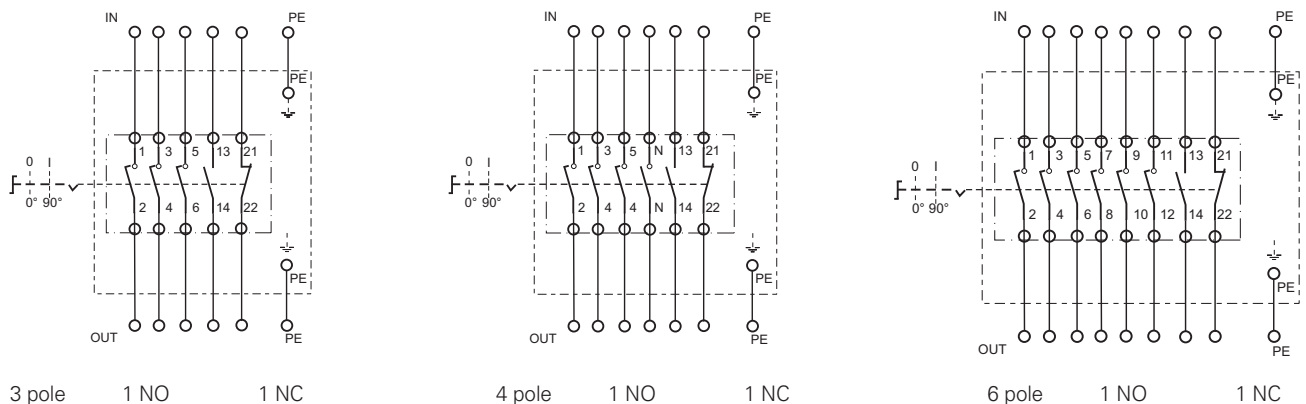 IN PE
PE
1 3 5 13 21
0 I
0° 90°
2 4 6 14 22
PE
OUT PE
3 pole 1 NO 1 NC
IN PE
PE
1 3 5 N 13 21
0 I
0° 90°
2 4 4 N 14 22
PE
OUT PE
4 pole 1 NO 1 NC
IN PE
PE
1 3 5 7 9 11 13 21
0 I
0° 90°
2 4 6 8 10 12 14 22
PE
OUT PE
6 pole 1 NO 1 NC